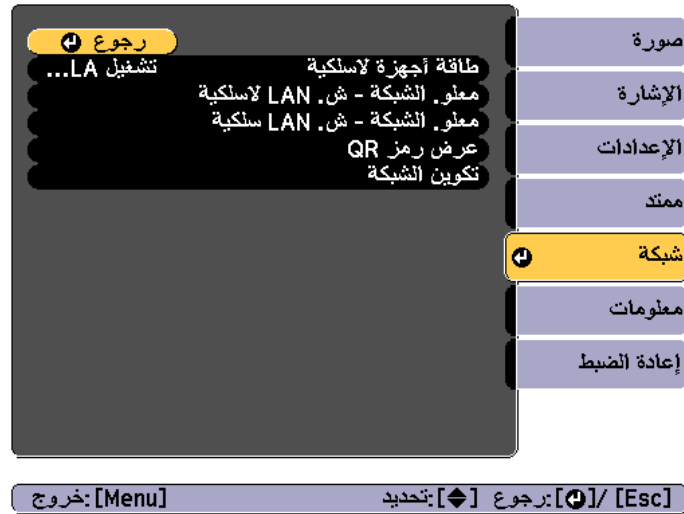 صورة
الإشارة
الإعدادات
ممتد
شبكة
معلومات
إعادة الضبط
رجوع
طاقة أجهزة لاسلكية تشغيل LA...
معلو. الشبكة - ش. LAN لاسلكية
معلو. الشبكة - ش. LAN سلكية
عرض رمز QR
تكوين الشبكة
[Esc] /[]:رجوع []:تحديد [Menu]:خروج